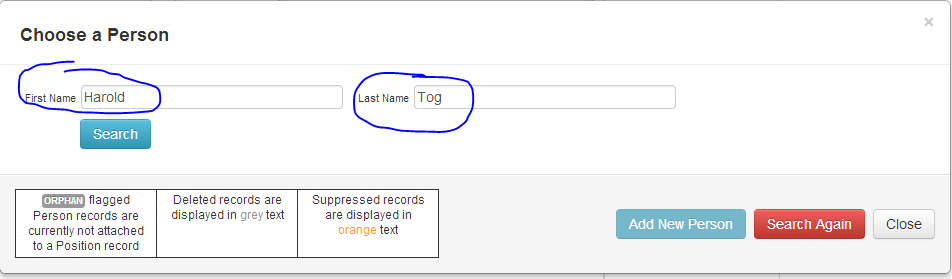 Choose a Person
×
First Name Harold Last Name Tog
Search
ORPHAN flagged
Person records are
currently not attached
to a Position record
Deleted records are
displayed in grey text
Suppressed records
are displayed in
orange text
Add New Person Search Again Close